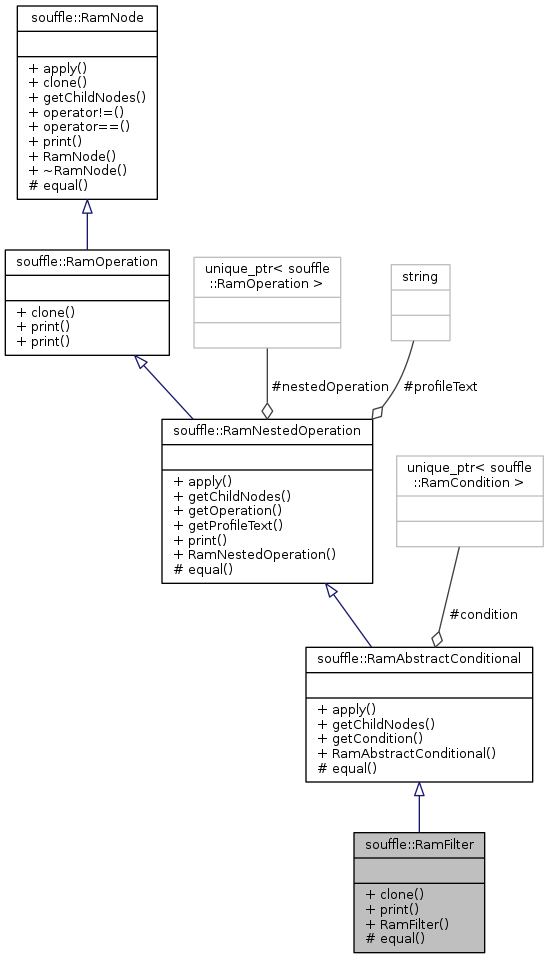 souffle::RamNode
+ apply()
+ clone()
+ getChildNodes()
+ operator!=()
+ operator==()
+ print()
+ RamNode()
+ ~RamNode()
# equal()
souffle::RamOperation
+ clone()
+ print()
+ print()
unique_ptr< souffle
::RamOperation >
string
#nestedOperation
#profileText
souffle::RamNestedOperation
+ apply()
+ getChildNodes()
+ getOperation()
+ getProfileText()
+ print()
+ RamNestedOperation()
# equal()
unique_ptr< souffle
::RamCondition >
#condition
souffle::RamAbstractConditional
+ apply()
+ getChildNodes()
+ getCondition()
+ RamAbstractConditional()
# equal()
souffle::RamFilter
+ clone()
+ print()
+ RamFilter()
# equal()